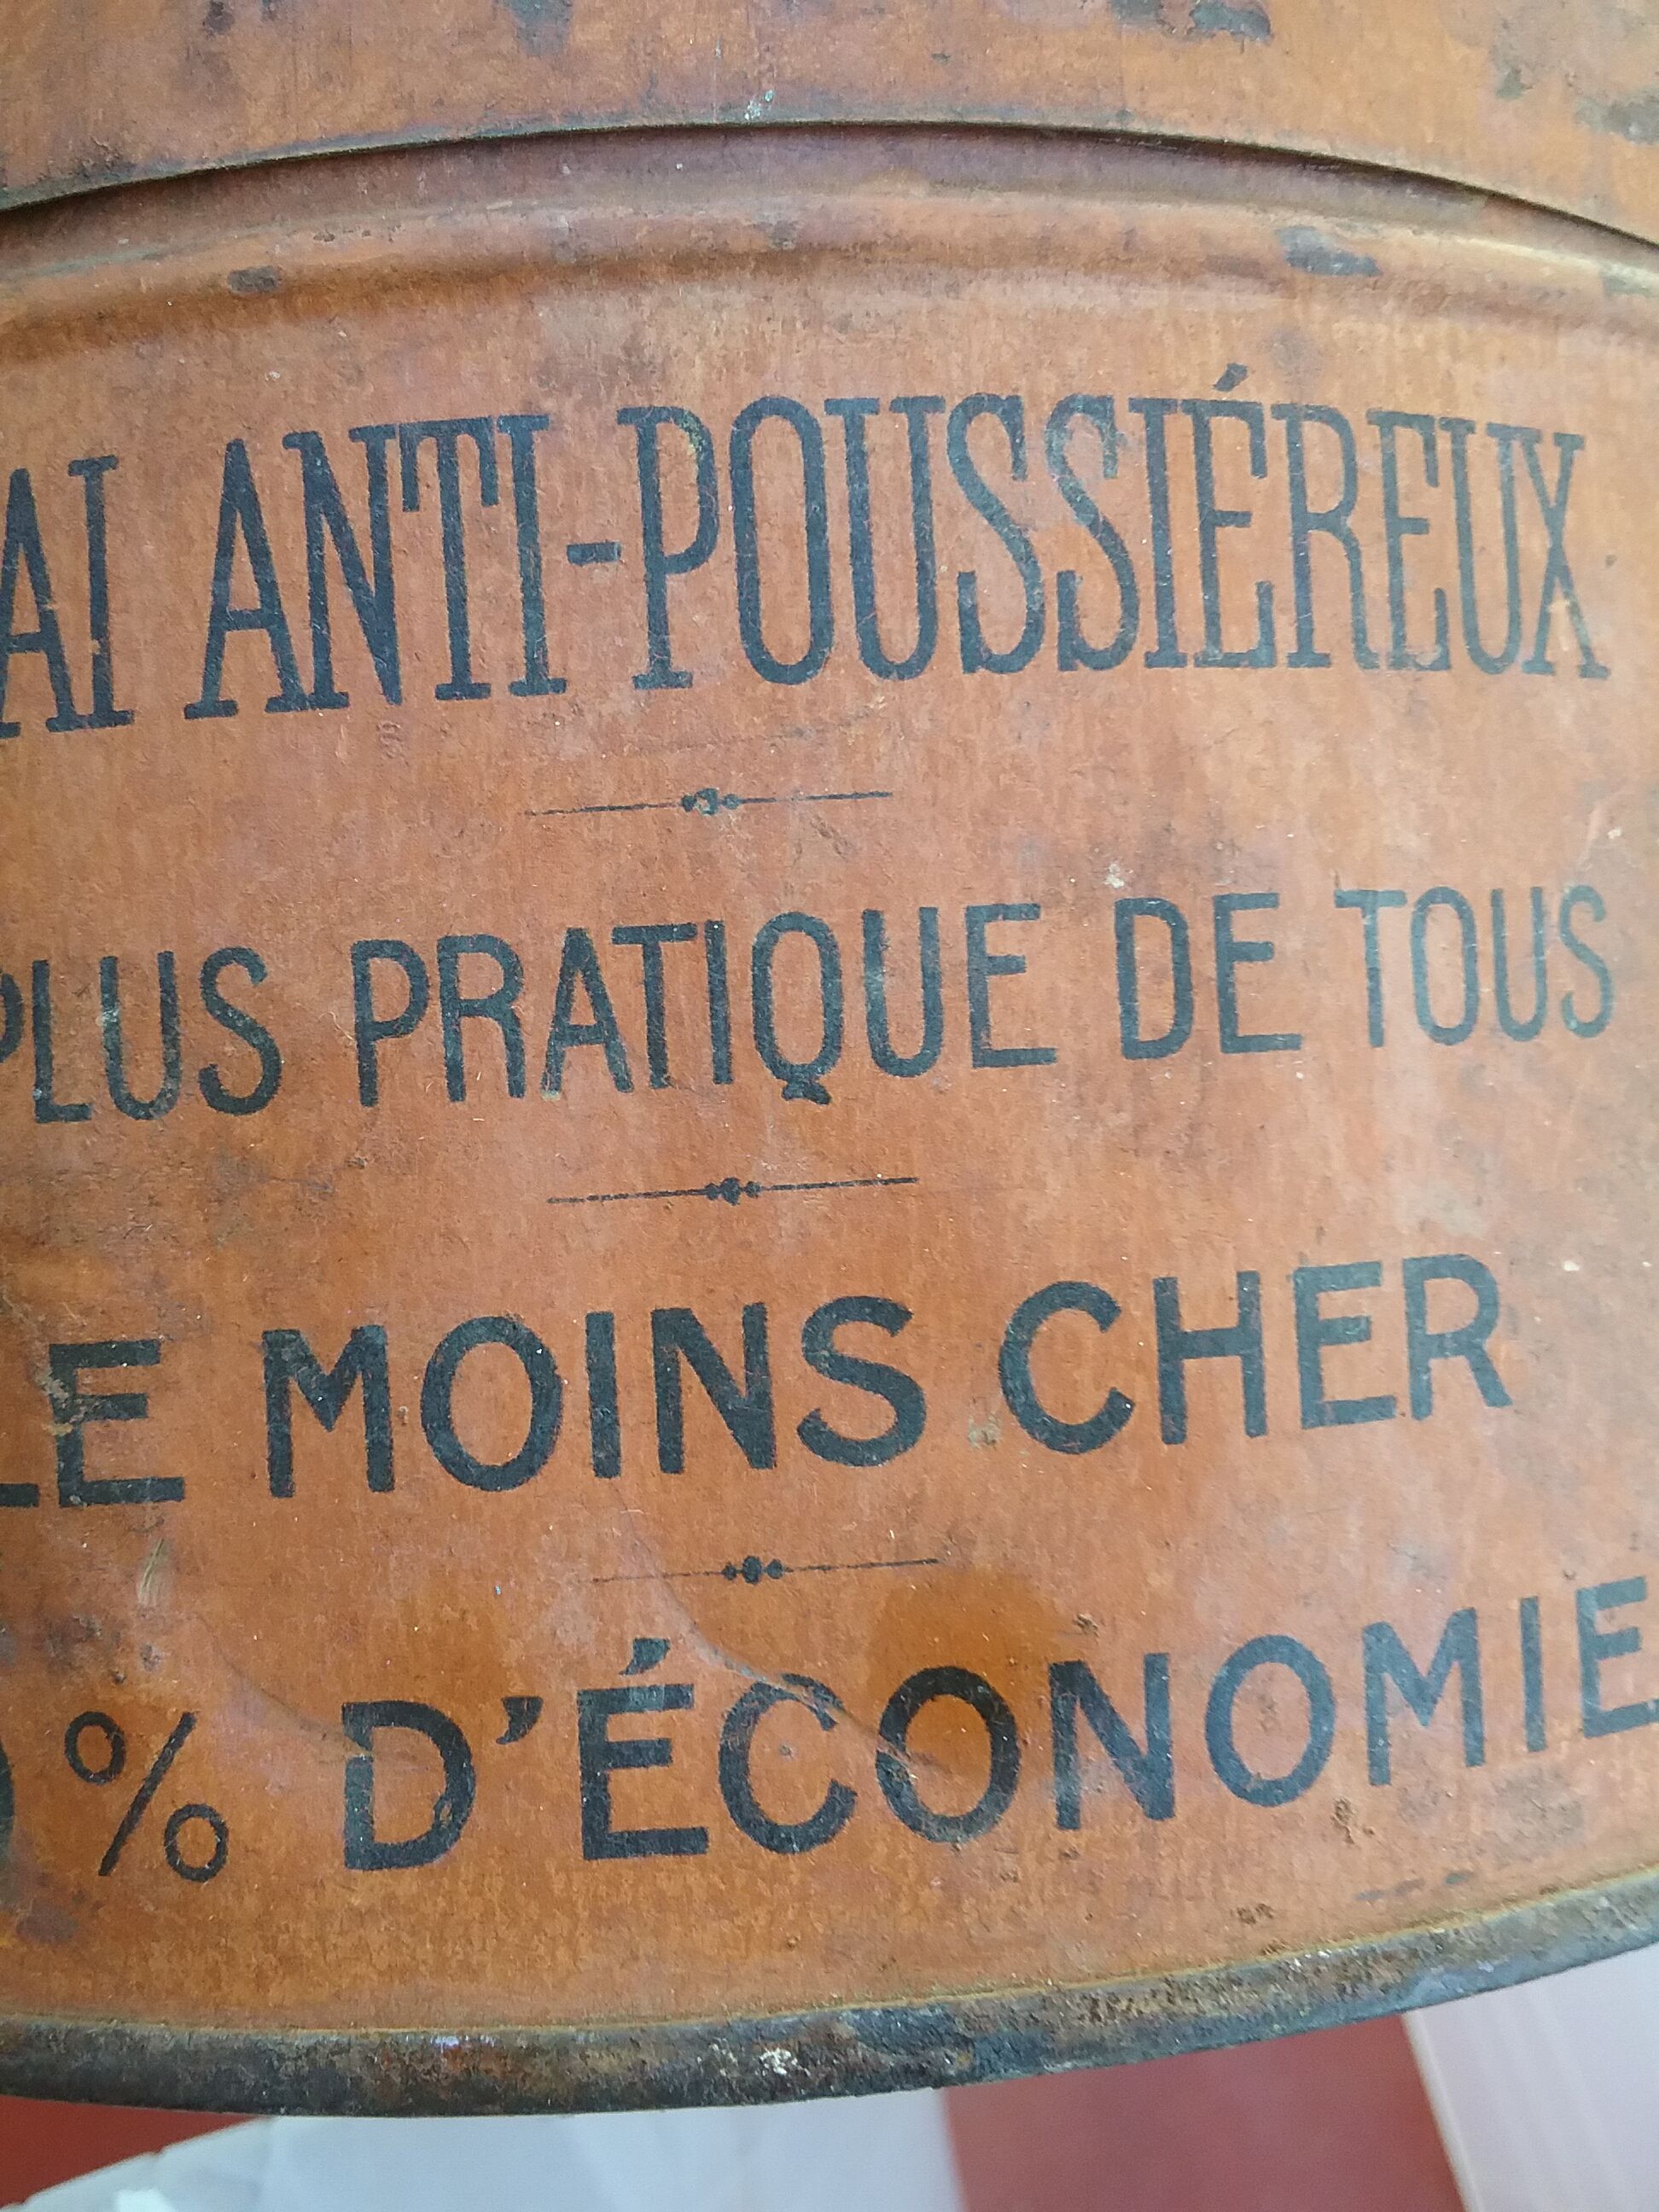 AI ANTI-POUSSIÉREUX
PLUS PRATIQUE DE TOUS
LE MOINS CHER
% D'ÉCONOMIE